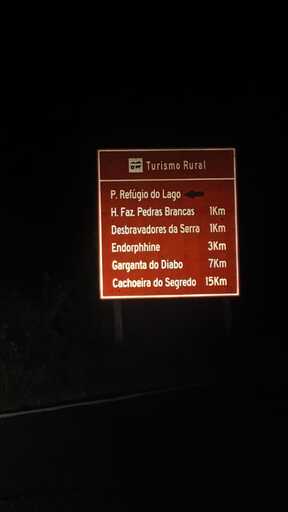 Turismo Rural
P. Refúgio do Lago
H. Faz. Pedras Brancas 1Km
Desbravadores da Serra 1Km
Endorphhine 3Km
Garganta do Diabo 7Km
Cachoeira do Segredo 15Km